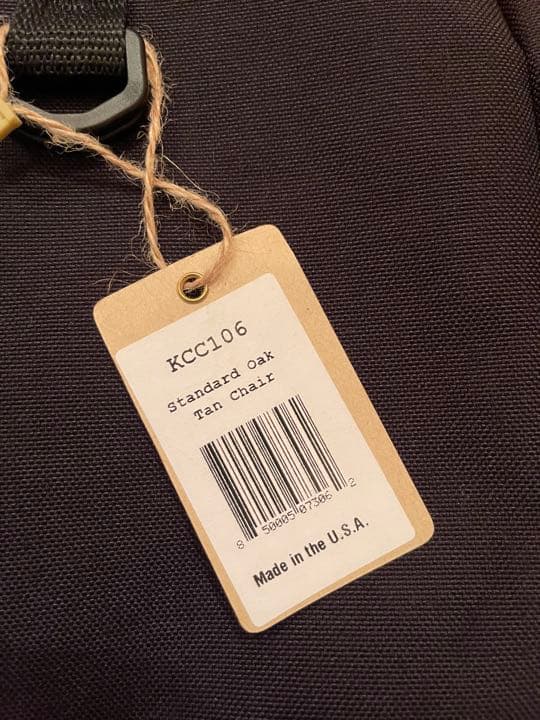 KCC106
Standard Oak
Tan Chair
8 50005 07306 2
Made in the U.S.A.